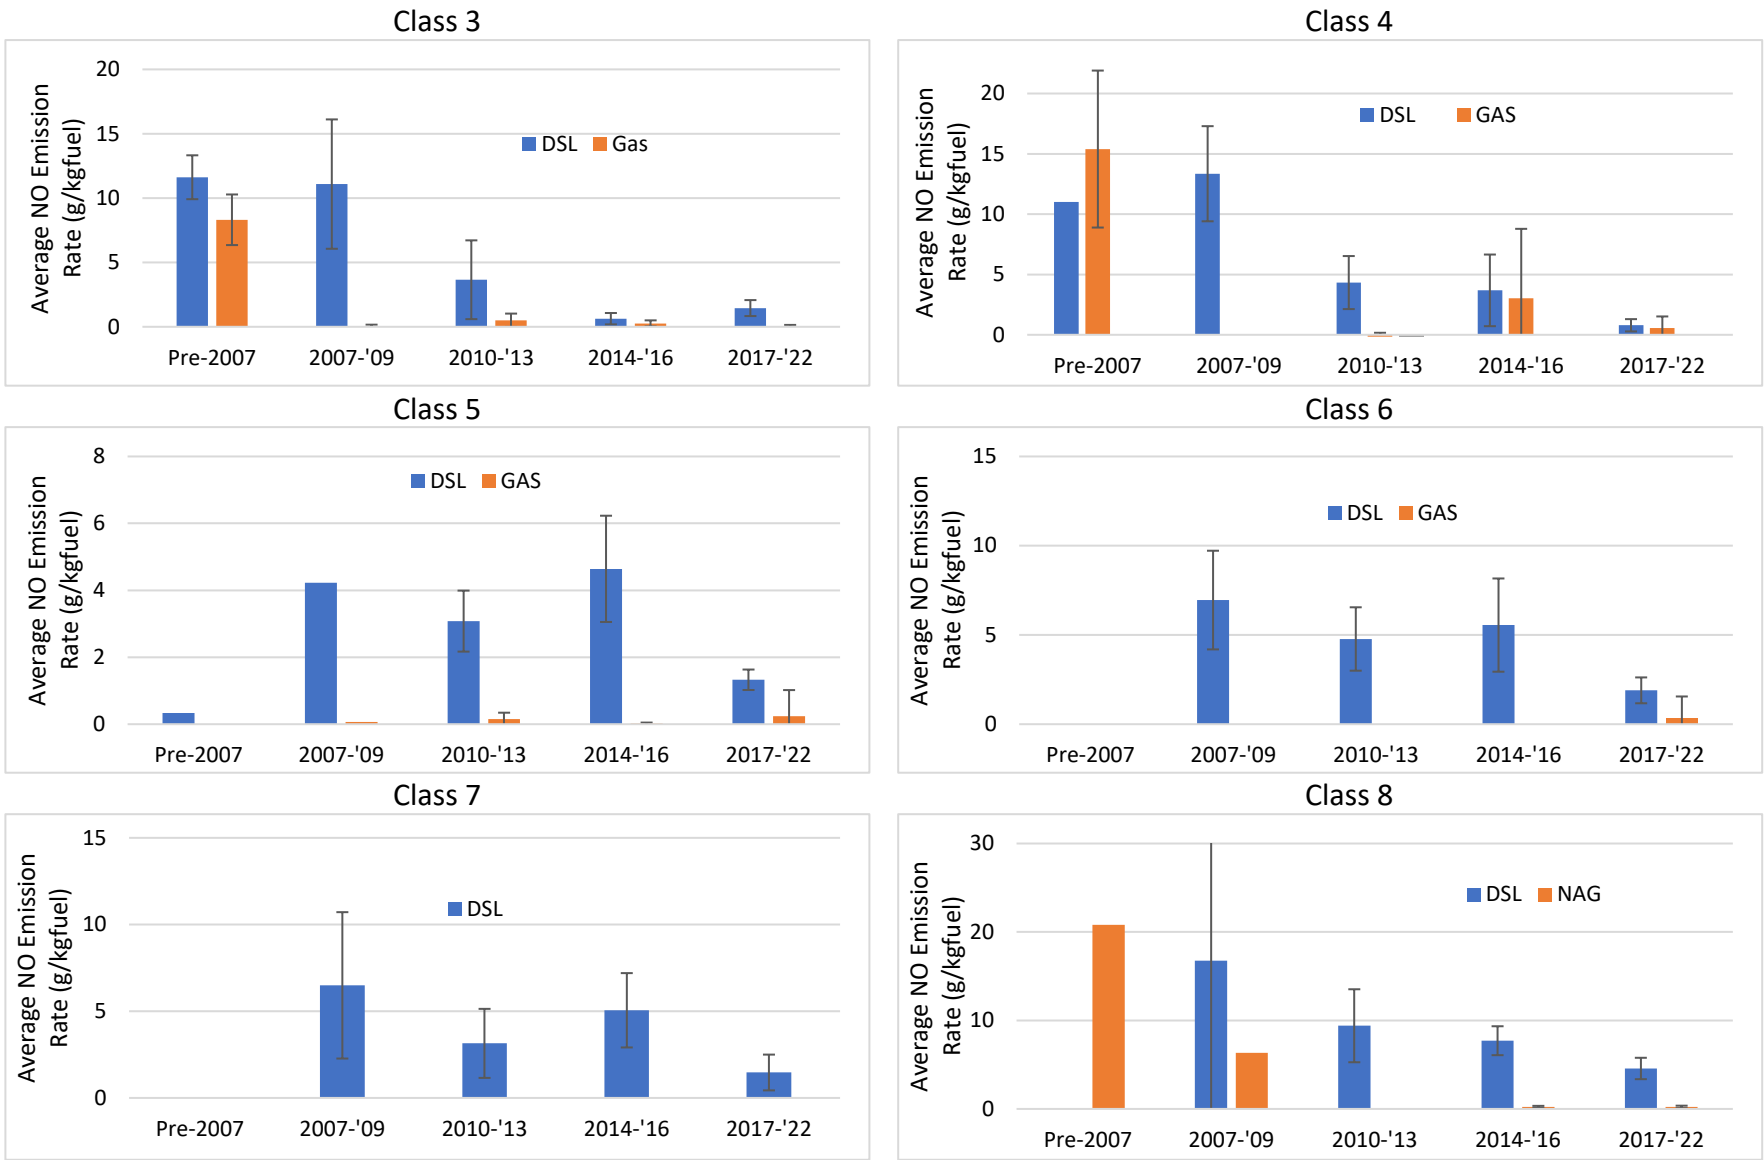 Class 3
Average NO Emission
Rate (g/kgfuel)
20
15
10
5
0
DSL Gas
Pre-2007 2007-'09 2010-'13 2014-'16 2017-'22
Class 4
Average NO Emission
Rate (g/kgfuel)
20
15
10
5
0
DSL GAS
Pre-2007 2007-'09 2010-'13 2014-'16 2017-'22
Class 5
Average NO Emission
Rate (g/kgfuel)
8
6
4
2
0
DSL GAS
Pre-2007 2007-'09 2010-'13 2014-'16 2017-'22
Class 6
Average NO Emission
Rate (g/kgfuel)
15
10
5
0
DSL GAS
Pre-2007 2007-'09 2010-'13 2014-'16 2017-'22
Class 7
Average NO Emission
Rate (g/kgfuel)
15
10
5
0
DSL
Pre-2007 2007-'09 2010-'13 2014-'16 2017-'22
Class 8
Average NO Emission
Rate (g/kgfuel)
30
20
10
0
DSL NAG
Pre-2007 2007-'09 2010-'13 2014-'16 2017-'22